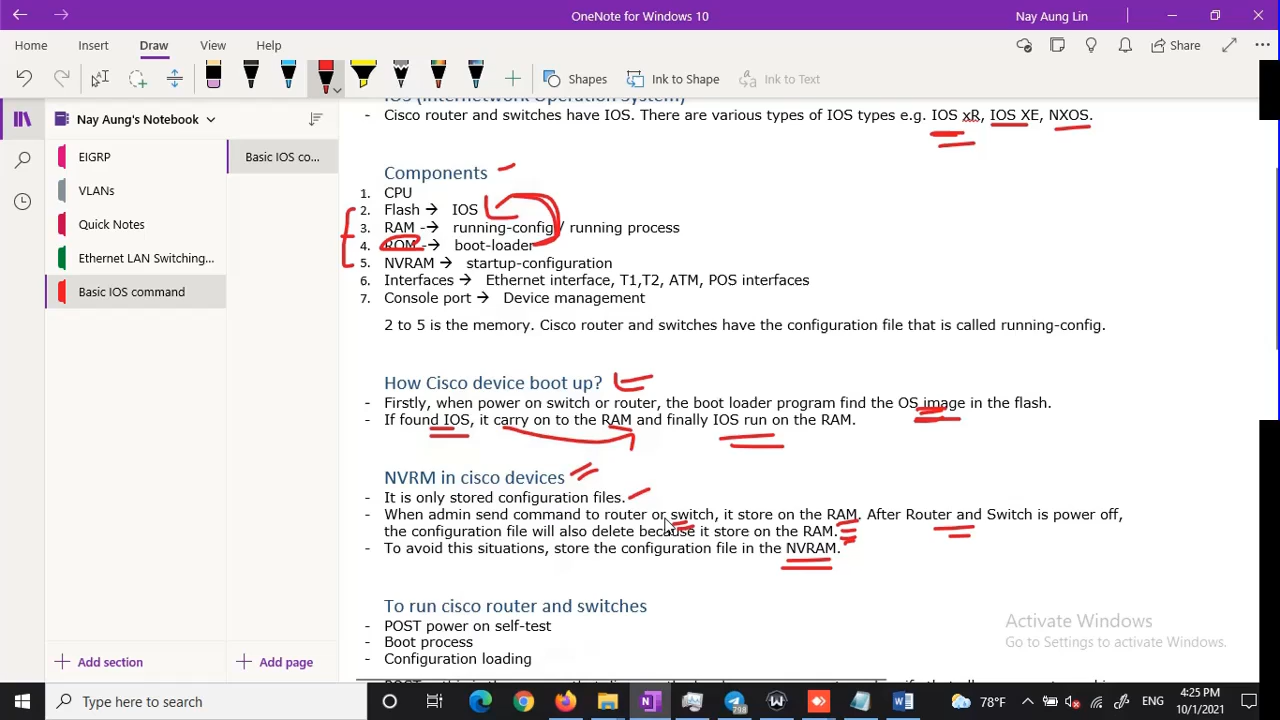 OneNote for Windows 10
Nay Aung Lin
Home Insert Draw View Help
Share
Shapes Ink to Shape Ink to Text
Nay Aung's Notebook
EIGRP
VLANs
Quick Notes
Ethernet LAN Switching...
Basic IOS command
Add section
Basic IOS co...
Add page
IOS (Internetwork Operation System)
- Cisco router and switches have IOS. There are various types of IOS types e.g. IOS xR, IOS XE, NXOS.
Components
1. CPU
2. Flash → IOS
3. RAM -→ running-config / running process
4. ROM -→ boot-loader
5. NVRAM → startup-configuration
6. Interfaces → Ethernet interface, T1,T2, ATM, POS interfaces
7. Console port → Device management
2 to 5 is the memory. Cisco router and switches have the configuration file that is called running-config.
How Cisco device boot up?
- Firstly, when power on switch or router, the boot loader program find the OS image in the flash.
- If found IOS, it carry on to the RAM and finally IOS run on the RAM.
NVRM in cisco devices
- It is only stored configuration files.
- When admin send command to router or switch, it store on the RAM. After Router and Switch is power off,
the configuration file will also delete because it store on the RAM.
- To avoid this situations, store the configuration file in the NVRAM.
To run cisco router and switches
- POST power on self-test
- Boot process
- Configuration loading
Activate Windows
Go to Settings to activate Windows.
Type here to search
798
78°F
ENG
4:25 PM
10/1/2021